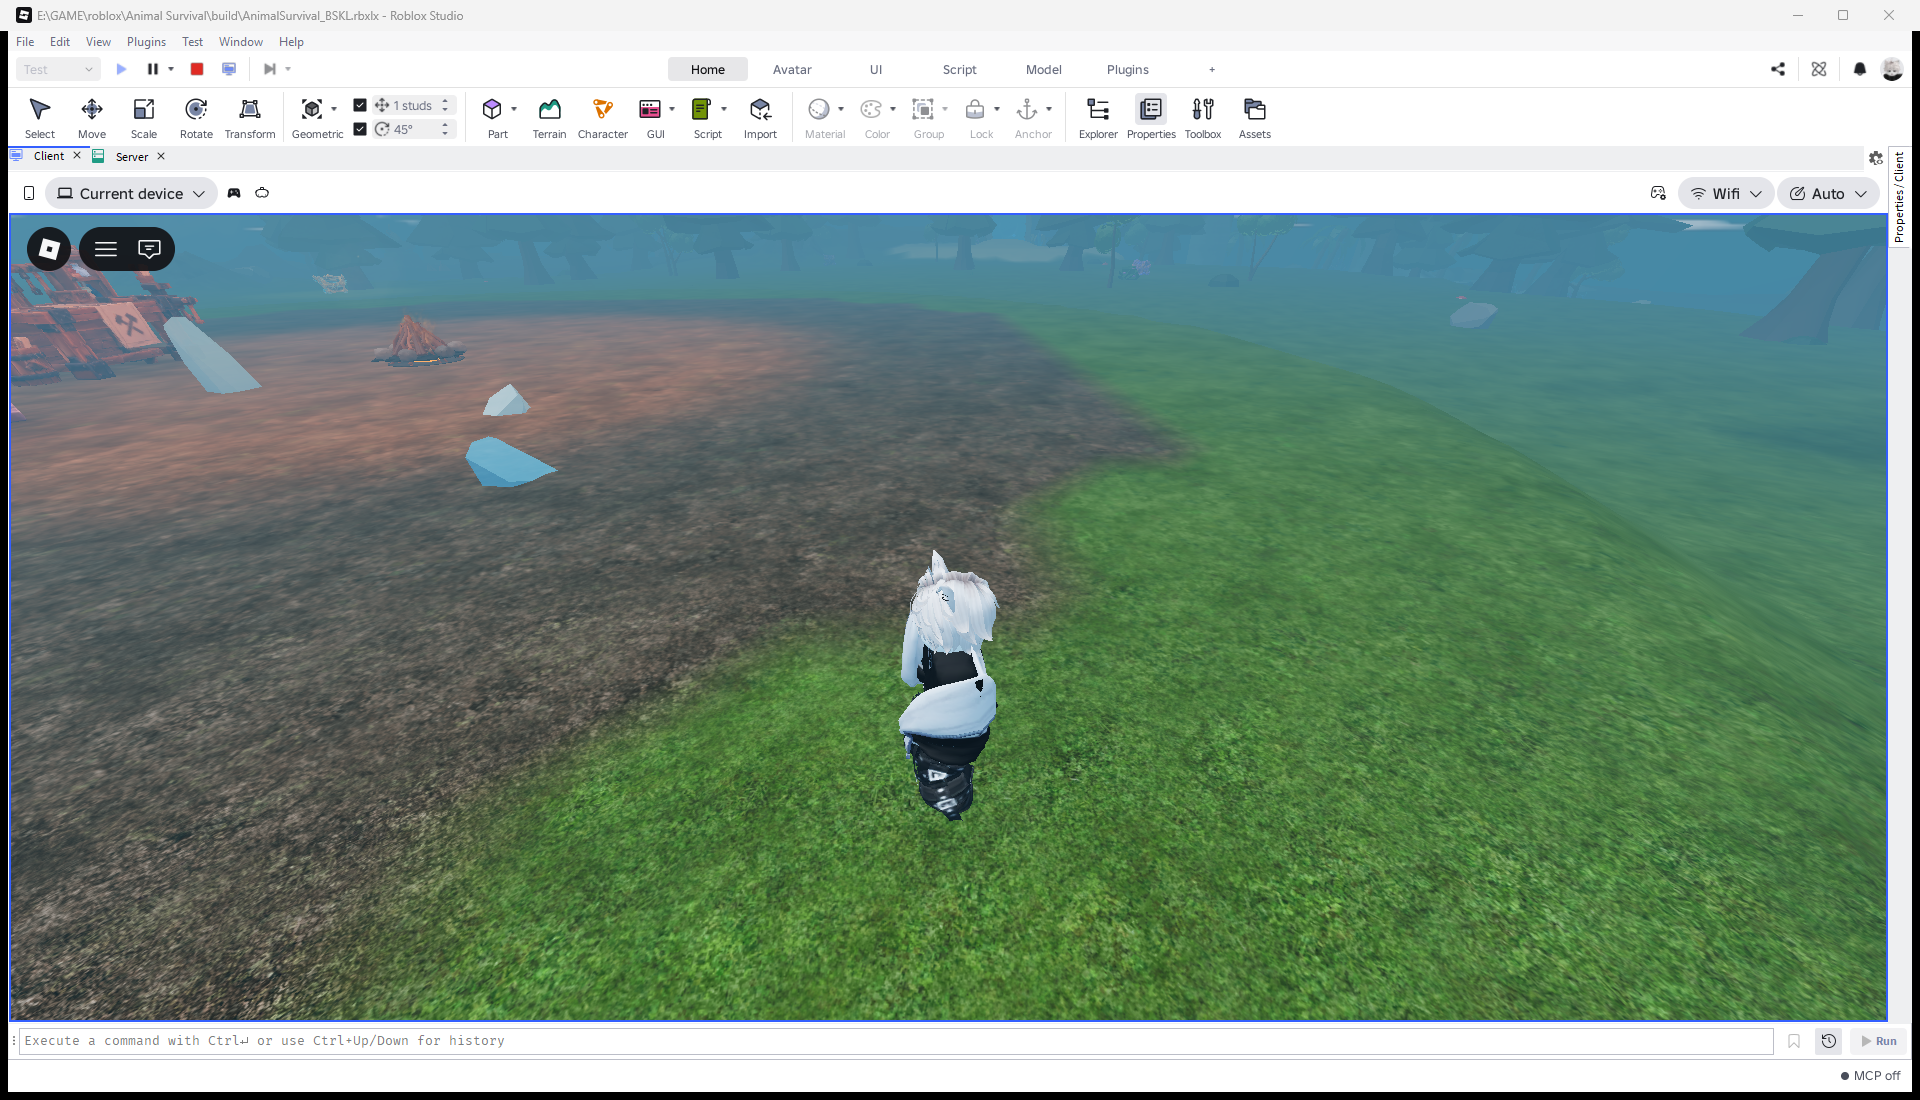 E:\GAME\roblox\Animal Survival\build\AnimalSurvival_BSKL.rbxlx - Roblox Studio
File Edit View Plugins Test Window Help
Test
Home Avatar UI Script Model Plugins +
1 studs
45°
Select Move Scale Rotate Transform Geometric Part Terrain Character GUI Script Import Material Color Group Lock Anchor Explorer Properties Toolbox Assets
Client Server
Current device
Wifi
Auto
Properties / Client
Execute a command with Ctrl↵ or use Ctrl+Up/Down for history
Run
MCP off